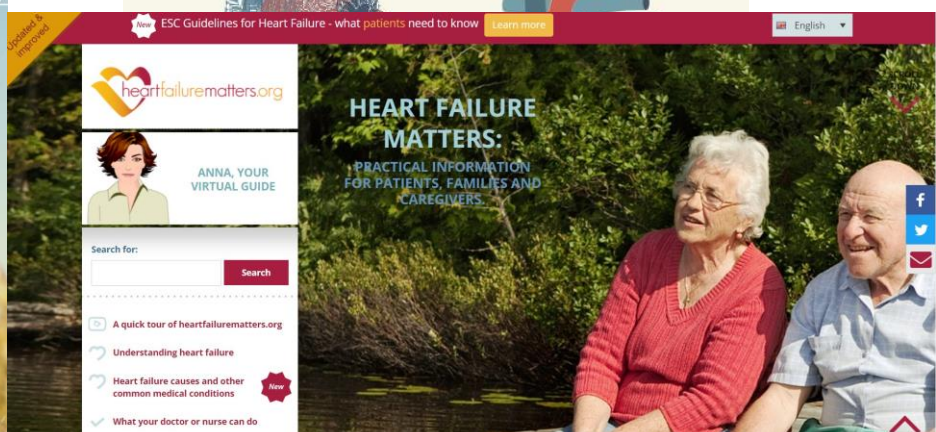 Updated &
improved
New
ESC Guidelines for Heart Failure - what patients need to know
Learn more
English
heartfailurematters.org
ANNA, YOUR
VIRTUAL GUIDE
HEART FAILURE
MATTERS:
PRACTICAL INFORMATION
FOR PATIENTS, FAMILIES AND
CAREGIVERS.
Search for:
Search
A quick tour of heartfailurematters.org
Understanding heart failure
Heart failure causes and other
common medical conditions
New
What your doctor or nurse can do